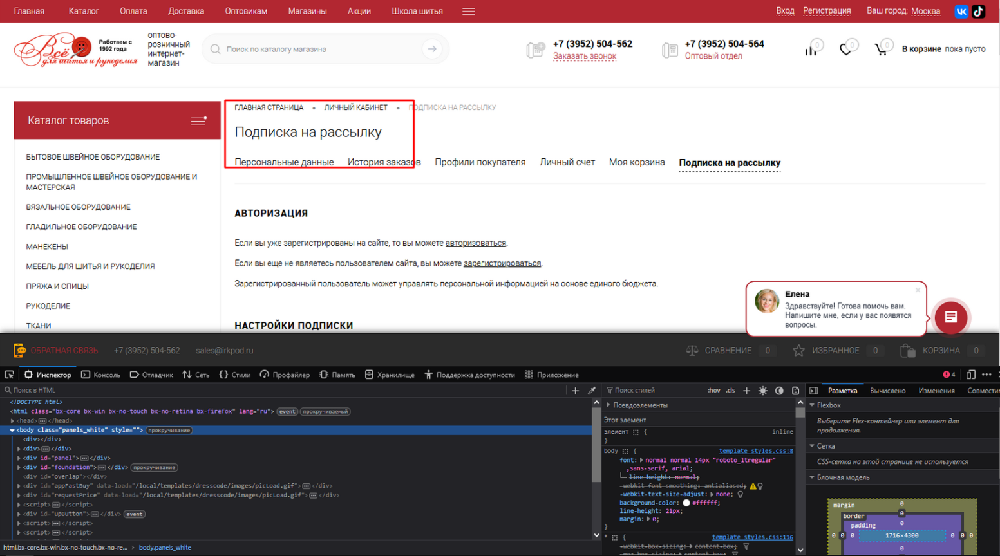 Главная Каталог Оплата Доставка Оптовикам Магазины Акции Школа шитья Вход Регистрация Ваш город: Москва
Всё для шитья и рукоделия
Работаем с
1992 года
оптово-
розничный
интернет-
магазин
Поиск по каталогу магазина
+7 (3952) 504-562
Заказать звонок
+7 (3952) 504-564
Оптовый отдел
0 0 0
В корзине пока пусто
Каталог товаров
БЫТОВОЕ ШВЕЙНОЕ ОБОРУДОВАНИЕ
ПРОМЫШЛЕННОЕ ШВЕЙНОЕ ОБОРУДОВАНИЕ И
МАСТЕРСКАЯ
ВЯЗАЛЬНОЕ ОБОРУДОВАНИЕ
ГЛАДИЛЬНОЕ ОБОРУДОВАНИЕ
МАНЕКЕНЫ
МЕБЕЛЬ ДЛЯ ШИТЬЯ И РУКОДЕЛИЯ
ПРЯЖА И СПИЦЫ
РУКОДЕЛИЕ
ТКАНИ
ГЛАВНАЯ СТРАНИЦА • ЛИЧНЫЙ КАБИНЕТ • ПОДПИСКА НА РАССЫЛКУ
Подписка на рассылку
Персональные данные История заказов Профили покупателя Личный счет Моя корзина Подписка на рассылку
АВТОРИЗАЦИЯ
Если вы уже зарегистрированы на сайте, то вы можете авторизоваться.
Если вы еще не являетесь пользователем сайта, вы можете зарегистрироваться.
Зарегистрированный пользователь может управлять персональной информацией на основе единого бюджета.
НАСТРОЙКИ ПОДПИСКИ
Елена
Здравствуйте! Готова помочь вам.
Напишите мне, если у вас появятся
вопросы.
ОБРАТНАЯ СВЯЗЬ +7 (3952) 504-562 sales@irkpod.ru СРАВНЕНИЕ 0 ИЗБРАННОЕ 0 КОРЗИНА 0
Инспектор Консоль Отладчик Сеть Стили Профайлер Память Хранилище Поддержка доступности Приложение 4
Поиск в HTML
<!DOCTYPE html>
<html class="bx-core bx-win bx-no-touch bx-no-retina bx-firefox" lang="ru"> event прокручиваемый
<head> </head>
<body class="panels_white" style=""> прокручивание
<div></div>
<div> </div>
<div id="panel"> </div>
<div id="foundation"> </div> прокручивание
<div id="overlap"></div>
<div id="appFastBuy" data-load="/local/templates/dresscode/images/picLoad.gif"> </div>
<div id="requestPrice" data-load="/local/templates/dresscode/images/picLoad.gif"> </div>
<script> </script>
<div id="upButton"> </div> event
<script> </script>
<script> </script>
html.bx-core.bx-win.bx-no-touch.bx-no-re... > body.panels_white
Поиск стилей :hov .cls
Псевдоэлементы
Этот элемент
элемент { inline
}
body { template_styles.css:8
font: normal normal 14px "roboto_ltregular"
,sans-serif, arial;
line-height: normal;
-webkit-font-smoothing: antialiased;
-webkit-text-size-adjust: none;
background-color: #ffffff;
line-height: 21px;
margin: 0;
}
* { template_styles.css:116
-webkit-box-sizing: content-box;
-moz-box-sizing: content-box;
Разметка Вычислено Изменения Совмести
Flexbox
Выберите Flex-контейнер или элемент для
продолжения.
Сетка
CSS-сетка на этой странице не используется
Блочная модель
margin 0
border 0
padding 0
0 0 0 1716×4300 0 0 0
0